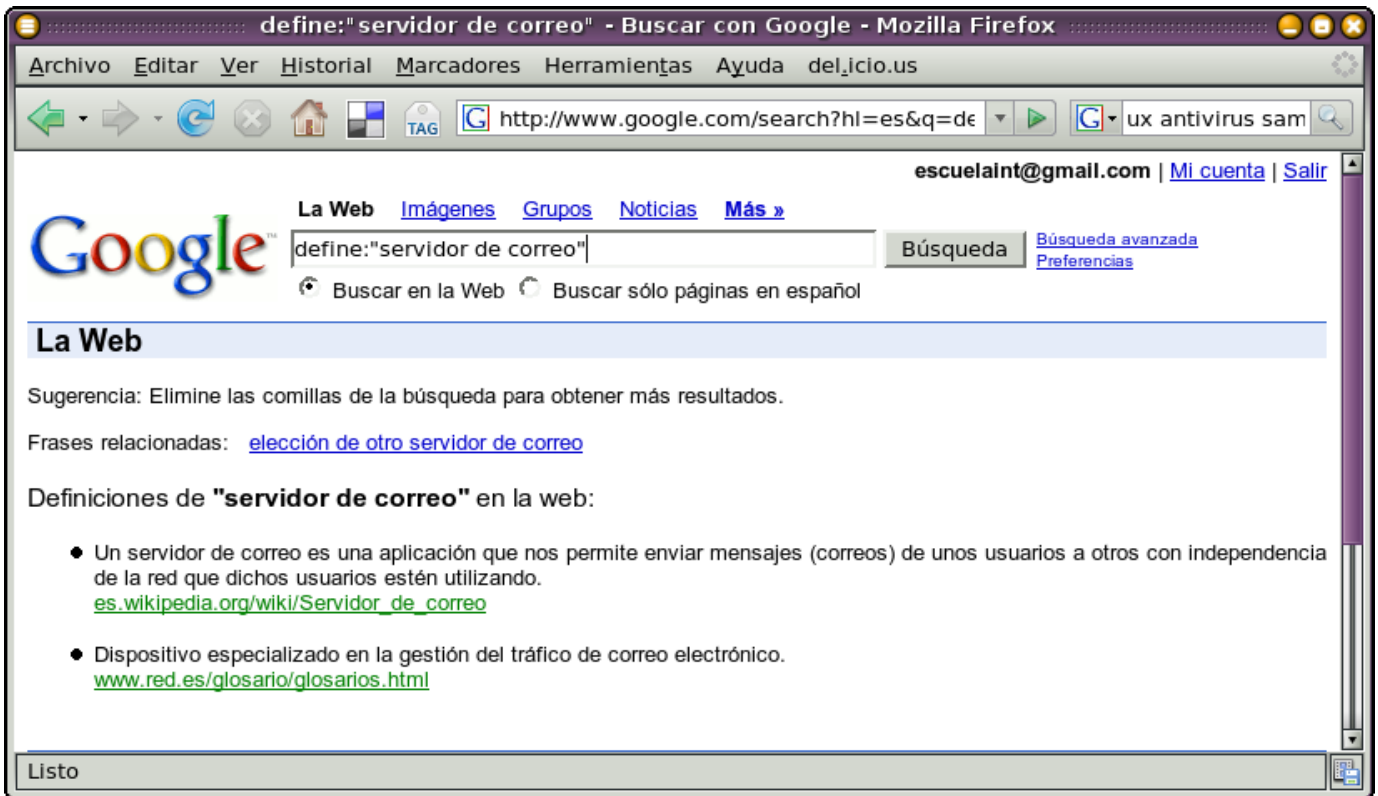 define:"servidor de correo" - Buscar con Google - Mozilla Firefox
Archivo Editar Ver Historial Marcadores Herramientas Ayuda del.icio.us
TAG G http://www.google.com/search?hl=es&q=de G ux antivirus sam
escuelaint@gmail.com | Mi cuenta | Salir
La Web Imágenes Grupos Noticias Más »
Google™ define:"servidor de correo" Búsqueda Búsqueda avanzada
Preferencias
Buscar en la Web Buscar sólo páginas en español
La Web
Sugerencia: Elimine las comillas de la búsqueda para obtener más resultados.
Frases relacionadas: elección de otro servidor de correo
Definiciones de "servidor de correo" en la web:
● Un servidor de correo es una aplicación que nos permite enviar mensajes (correos) de unos usuarios a otros con independencia
de la red que dichos usuarios estén utilizando.
es.wikipedia.org/wiki/Servidor_de_correo
● Dispositivo especializado en la gestión del tráfico de correo electrónico.
www.red.es/glosario/glosarios.html
Listo